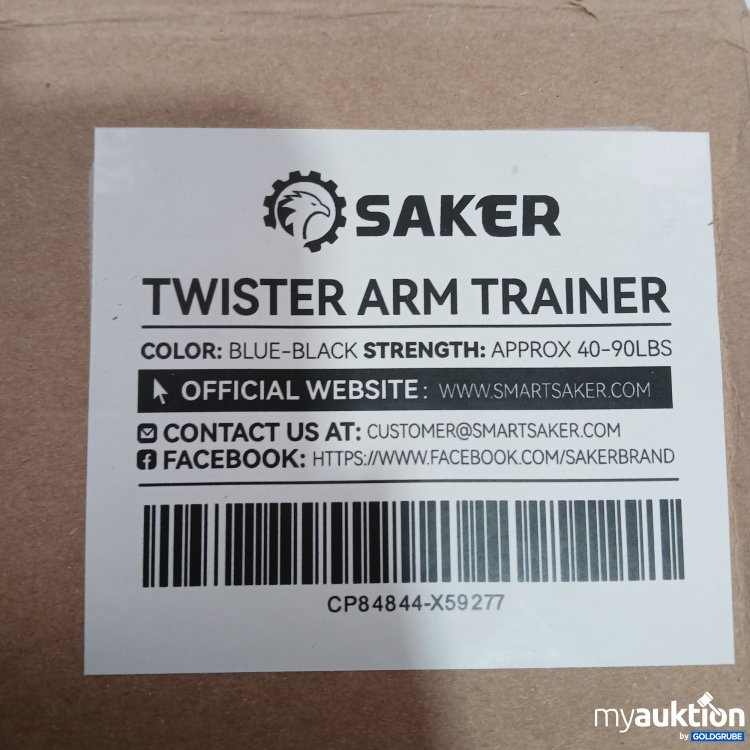 SAKER
TWISTER ARM TRAINER
COLOR: BLUE-BLACK STRENGTH: APPROX 40-90LBS
OFFICIAL WEBSITE: WWW.SMARTSAKER.COM
CONTACT US AT: CUSTOMER@SMARTSAKER.COM
FACEBOOK: HTTPS://WWW.FACEBOOK.COM/SAKERBRAND
CP84844-X59277
myauktion
by GOLDGRUBE